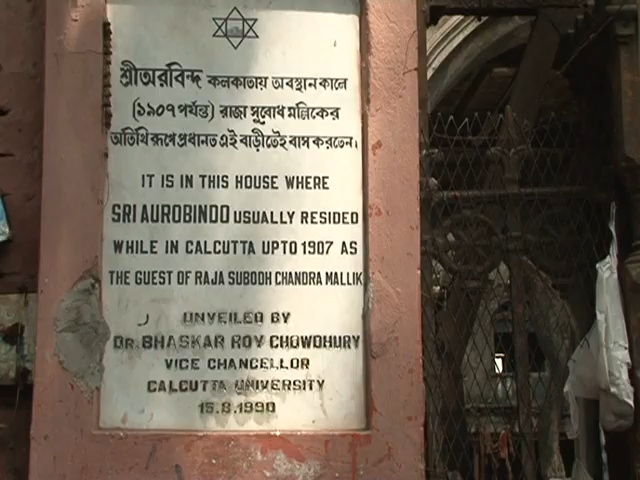 শ্রীঅরবিন্দ কলকাতায় অবস্থান কালে
(১৯০৭ পর্যন্ত) রাজা সুবোধ মল্লিকের
অতিথি রূপে প্রধানত এই বাড়ীতেই বাস করতেন।
IT IS IN THIS HOUSE WHERE
SRI AUROBINDO USUALLY RESIDED
WHILE IN CALCUTTA UPTO 1907 AS
THE GUEST OF RAJA SUBODH CHANDRA MALLIK
UNVEILED BY
DR. BHASKAR ROY CHOWDHURY
VICE CHANCELLOR
CALCUTTA UNIVERSITY
15.8.1990